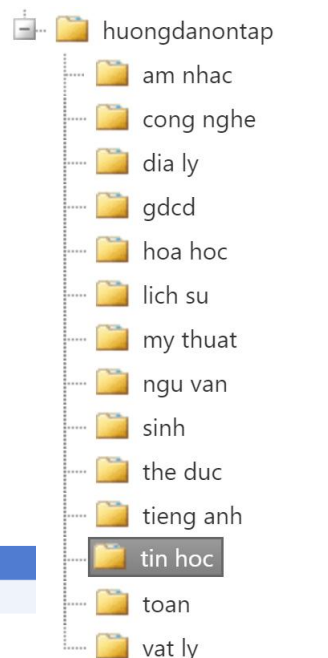 huongdanontap
am nhac
cong nghe
dia ly
gdcd
hoa hoc
lich su
my thuat
ngu van
sinh
the duc
tieng anh
tin hoc
toan
vat ly